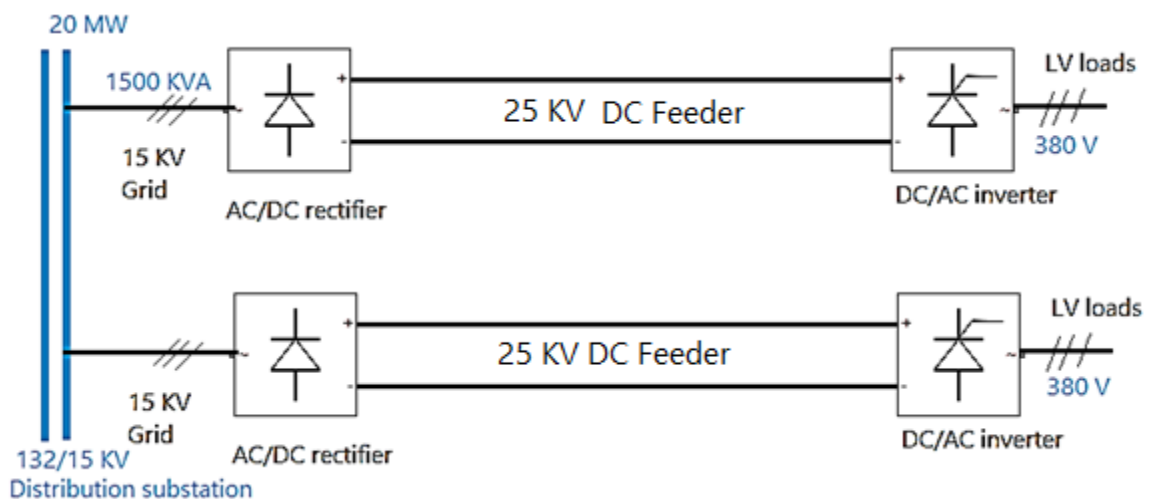 20 MW
1500 KVA
~
+
-
25 KV DC Feeder
+
-
~
LV loads
380 V
15 KV
Grid
AC/DC rectifier
DC/AC inverter
~
+
-
25 KV DC Feeder
+
-
~
LV loads
380 V
15 KV
Grid
AC/DC rectifier
DC/AC inverter
132/15 KV
Distribution substation